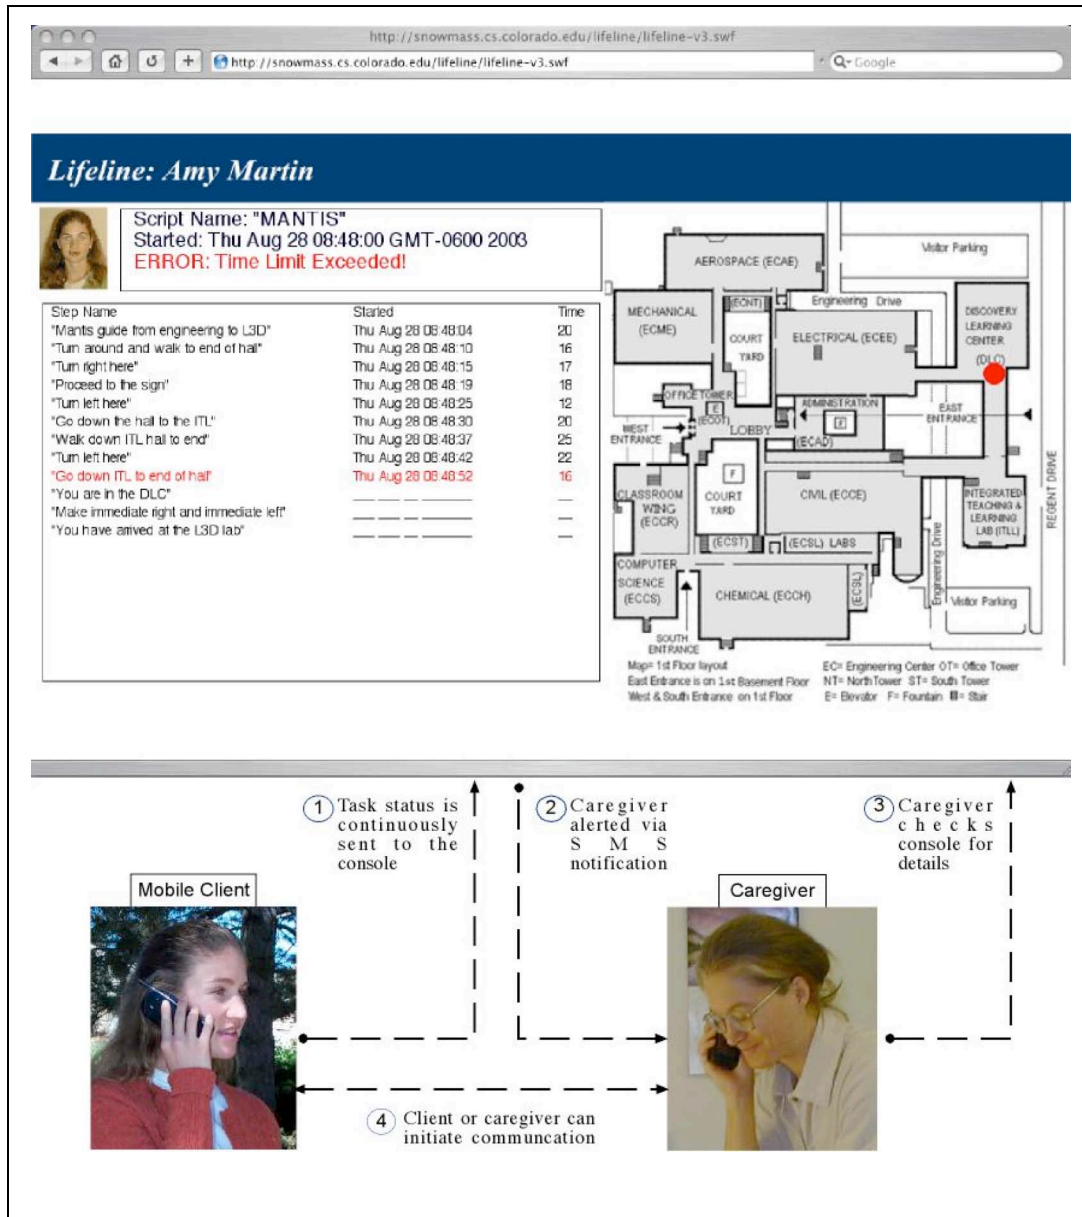 http://snowmass.cs.colorado.edu/lifeline/lifeline-v3.swf
http://snowmass.cs.colorado.edu/lifeline/lifeline-v3.swf
Google
Lifeline: Amy Martin
Script Name: "MANTIS"
Started: Thu Aug 28 08:48:00 GMT-0600 2003
ERROR: Time Limit Exceeded!
Step Name Started Time
"Mantis guide from engineering to L3D" Thu Aug 28 08:48:04 20
"Turn around and walk to end of hall" Thu Aug 28 08:48:10 16
"Turn right here" Thu Aug 28 08:48:15 17
"Proceed to the sign" Thu Aug 28 08:48:19 18
"Turn left here" Thu Aug 28 08:48:25 12
"Go down the hall to the ITL" Thu Aug 28 08:48:30 20
"Walk down ITL hall to end" Thu Aug 28 08:48:37 25
"Turn left here" Thu Aug 28 08:48:42 22
"Go down ITL to end of hall" Thu Aug 28 08:48:52 16
"You are in the DLC"
"Make immediate right and immediate left"
"You have arrived at the L3D lab"
Visitor Parking
AEROSPACE (ECAE)
MECHANICAL
(ECME)
(ECNT)
Engineering Drive
DISCOVERY
LEARNING
CENTER
(DLC)
COURT
YARD
ELECTRICAL (ECEE)
OFFICE TOWER
E
(ECOT)
ADMINISTRATION
F
(ECAD)
EAST
ENTRANCE
WEST
ENTRANCE
LOBBY
REGENT DRIVE
CLASSROOM
WING
(ECCR)
F
COURT
YARD
CIVIL (ECCE)
INTEGRATED
TEACHING &
LEARNING
LAB (ITLL)
(ECST)
(ECSL) LABS
Engineering Drive
COMPUTER
SCIENCE
(ECCS)
CHEMICAL (ECCH)
(ECSL)
Visitor Parking
SOUTH
ENTRANCE
Map= 1st Floor layout
East Entrance is on 1st Basement Floor
West & South Entrance on 1st Floor
EC= Engineering Center OT= Office Tower
NT= North Tower ST= South Tower
E= Elevator F= Fountain = Stair
1 Task status is
continuously
sent to the
console
2 Caregiver
alerted via
S M S
notification
3 Caregiver
c h e c k s
console for
details
Mobile Client
Caregiver
4 Client or caregiver can
initiate communcation